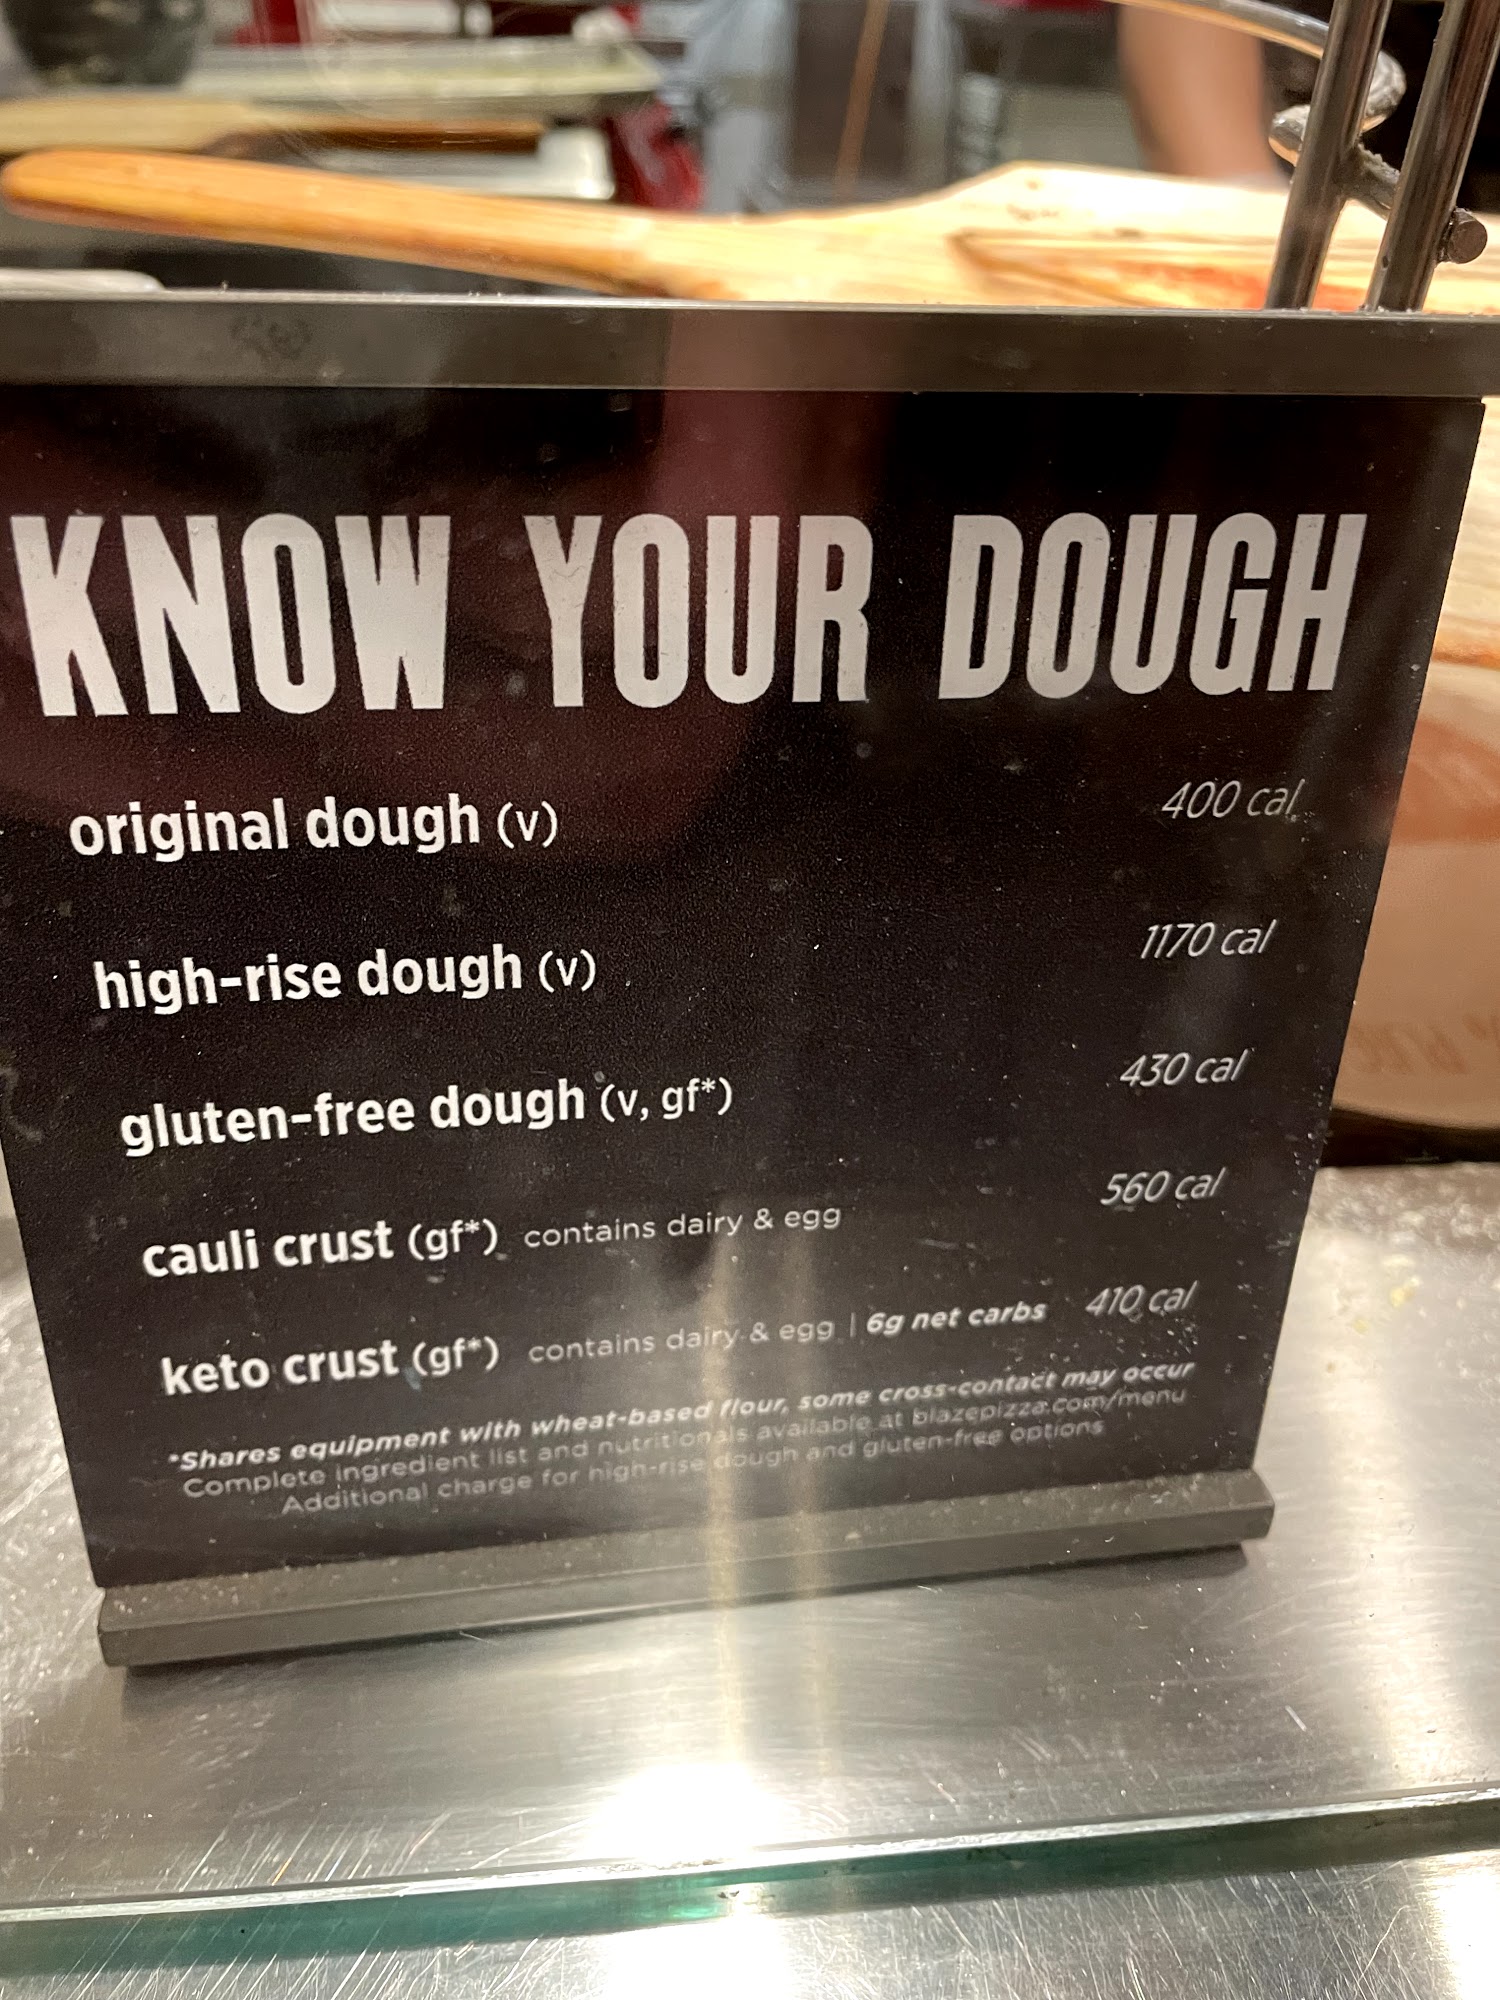 KNOW YOUR DOUGH
original dough (v) 400 cal.
high-rise dough (v) 1170 cal
gluten-free dough (v, gf*) 430 cal
cauli crust (gf*) contains dairy & egg 560 cal
keto crust (gf*) contains dairy & egg | 6g net carbs 410 cal
*Shares equipment with wheat-based flour, some cross-contact may occur
Complete ingredient list and nutritionals available at blazepizza.com/menu
Additional charge for high-rise dough and gluten-free options